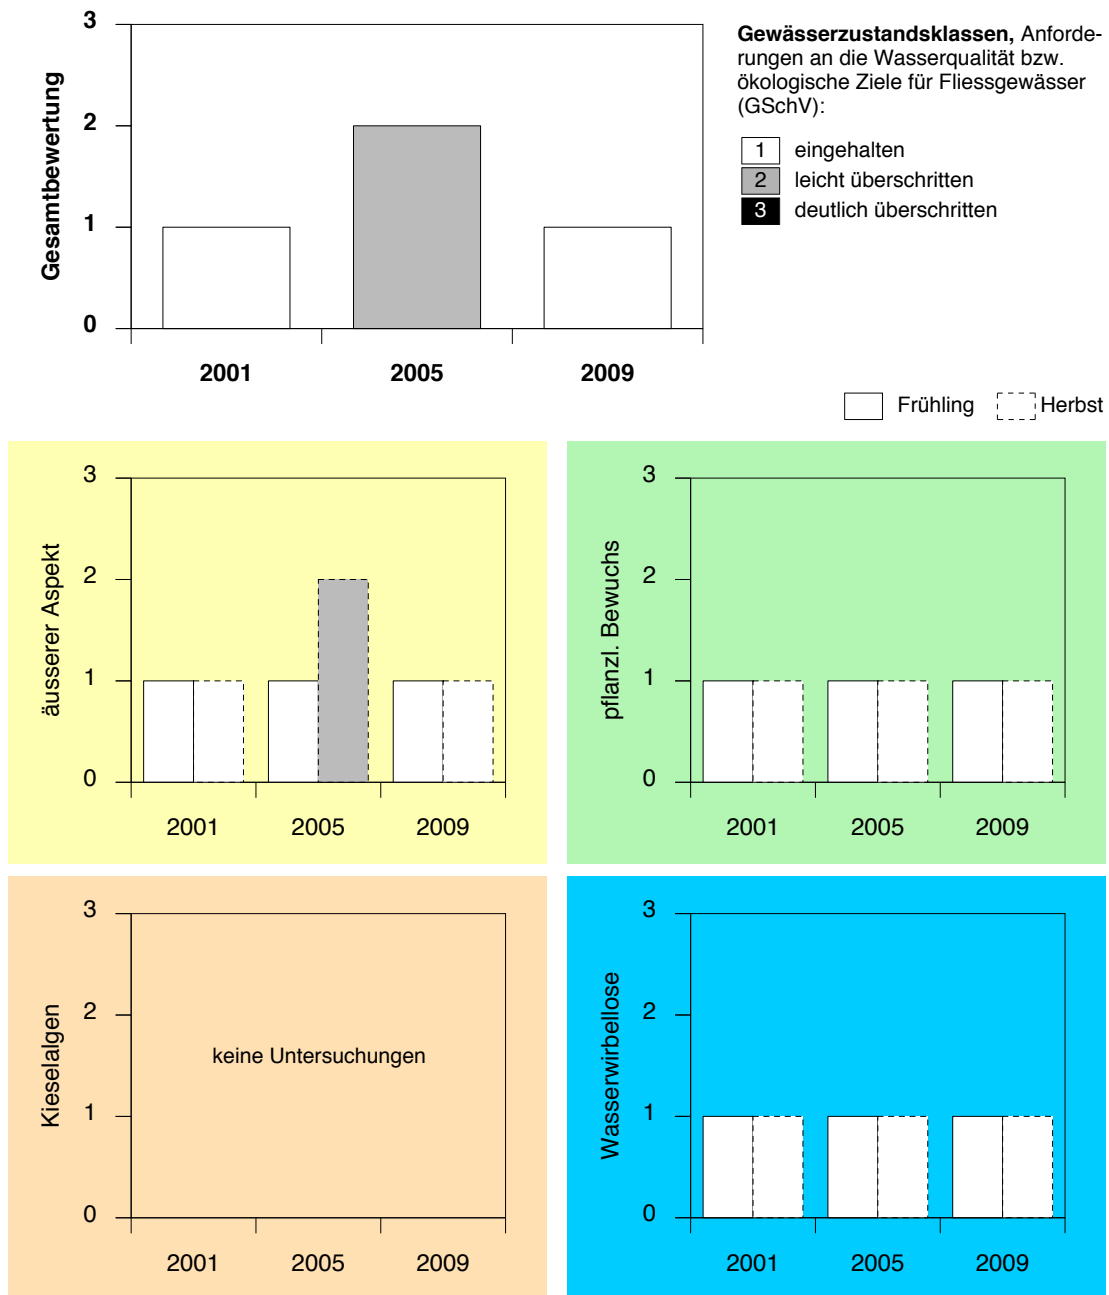 Gesamtbewertung
3
2
1
0
2001 2005 2009
Gewässerzustandsklassen, Anforde-
rungen an die Wasserqualität bzw.
ökologische Ziele für Fliessgewässer
(GSchV):
1 eingehalten
2 leicht überschritten
3 deutlich überschritten
Frühling Herbst
äusserer Aspekt
3
2
1
0
2001 2005 2009
pflanzl. Bewuchs
3
2
1
0
2001 2005 2009
Kieselalgen
3
2
1
0
keine Untersuchungen
2001 2005 2009
Wasserwirbellose
3
2
1
0
2001 2005 2009